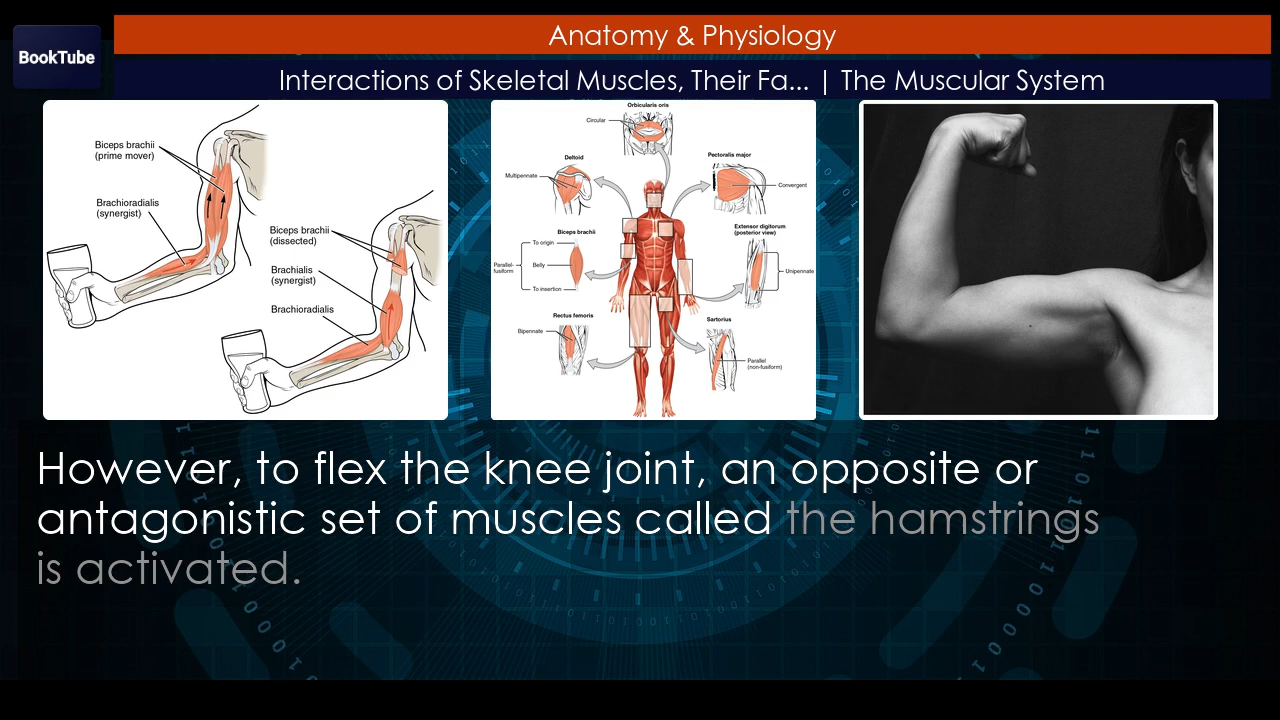 BookTube
Anatomy & Physiology
Interactions of Skeletal Muscles, Their Fa... | The Muscular System
Biceps brachii
(prime mover)
Brachioradialis
(synergist)
Biceps brachii
(dissected)
Brachialis
(synergist)
Brachioradialis
Orbicularis oris
Circular
Deltoid
Multipennate
Pectoralis major
Convergent
Biceps brachii
To origin
Parallel-
fusiform
Belly
To insertion
Extensor digitorum
(posterior view)
Unipennate
Rectus femoris
Bipennate
Sartorius
Parallel
(non-fusiform)
However, to flex the knee joint, an opposite or
antagonistic set of muscles called the hamstrings
is activated.